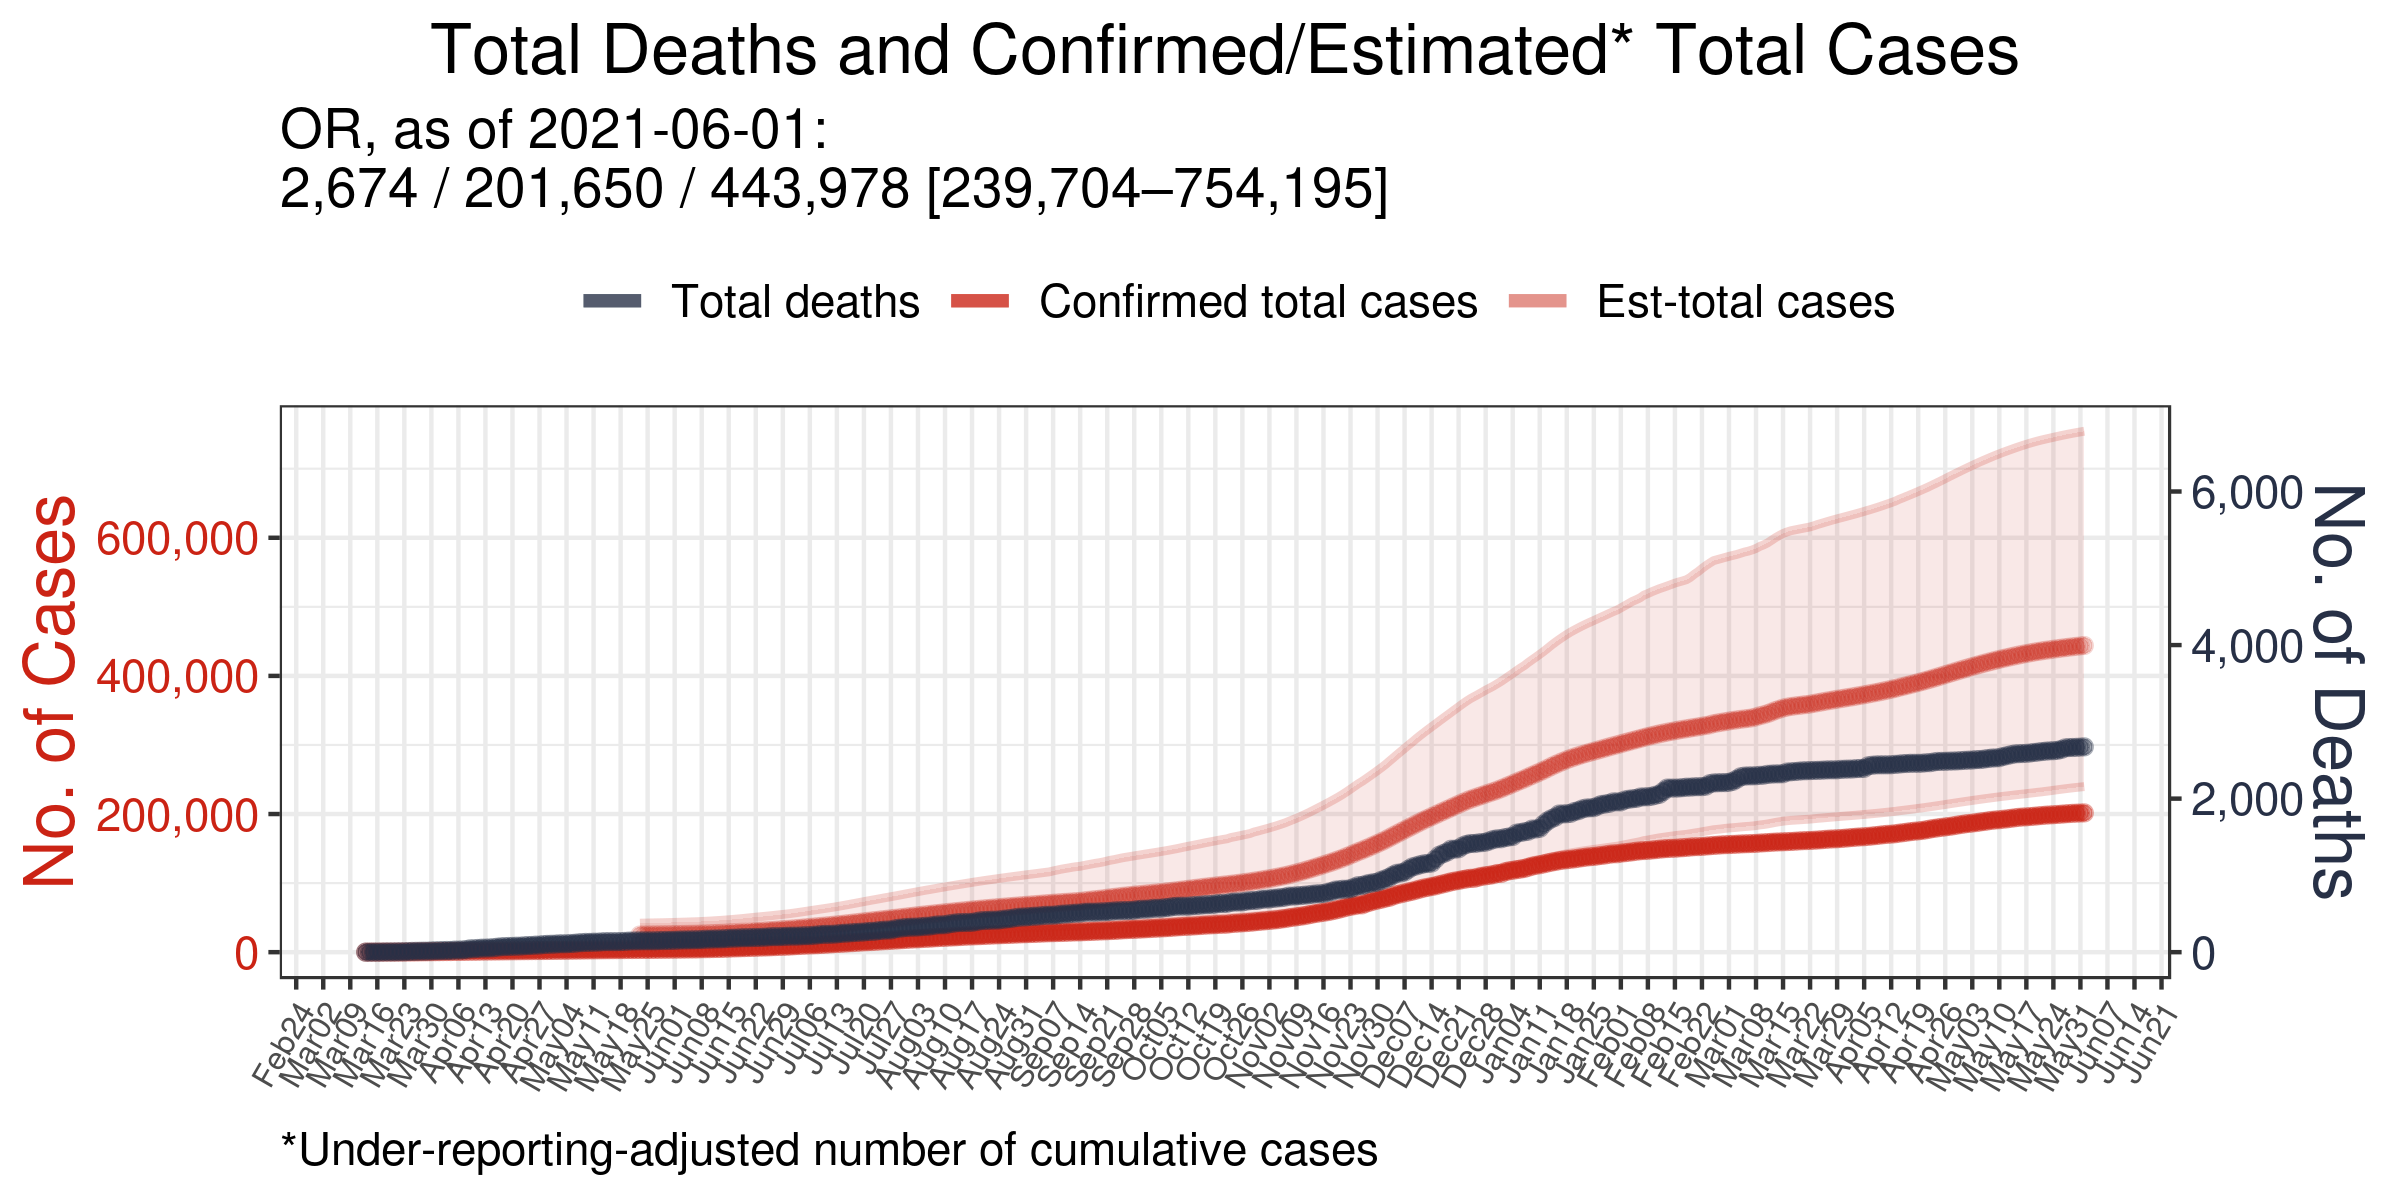 Total Deaths and Confirmed/Estimated* Total Cases
OR, as of 2021-06-01:
2,674 / 201,650 / 443,978 [239,704–754,195]
Total deaths
Confirmed total cases
Est-total cases
No. of Cases
600,000
400,000
200,000
0
6,000
4,000
2,000
0
No. of Deaths
Feb24
Mar02
Mar09
Mar16
Mar23
Mar30
Apr06
Apr13
Apr20
Apr27
May04
May11
May18
May25
Jun01
Jun08
Jun15
Jun22
Jun29
Jul06
Jul13
Jul20
Jul27
Aug03
Aug10
Aug17
Aug24
Aug31
Sep07
Sep14
Sep21
Sep28
Oct05
Oct12
Oct19
Oct26
Nov02
Nov09
Nov16
Nov23
Nov30
Dec07
Dec14
Dec21
Dec28
Jan04
Jan11
Jan18
Jan25
Feb01
Feb08
Feb15
Feb22
Mar01
Mar08
Mar15
Mar22
Mar29
Apr05
Apr12
Apr19
Apr26
May03
May10
May17
May24
May31
Jun07
Jun14
Jun21
*Under-reporting-adjusted number of cumulative cases